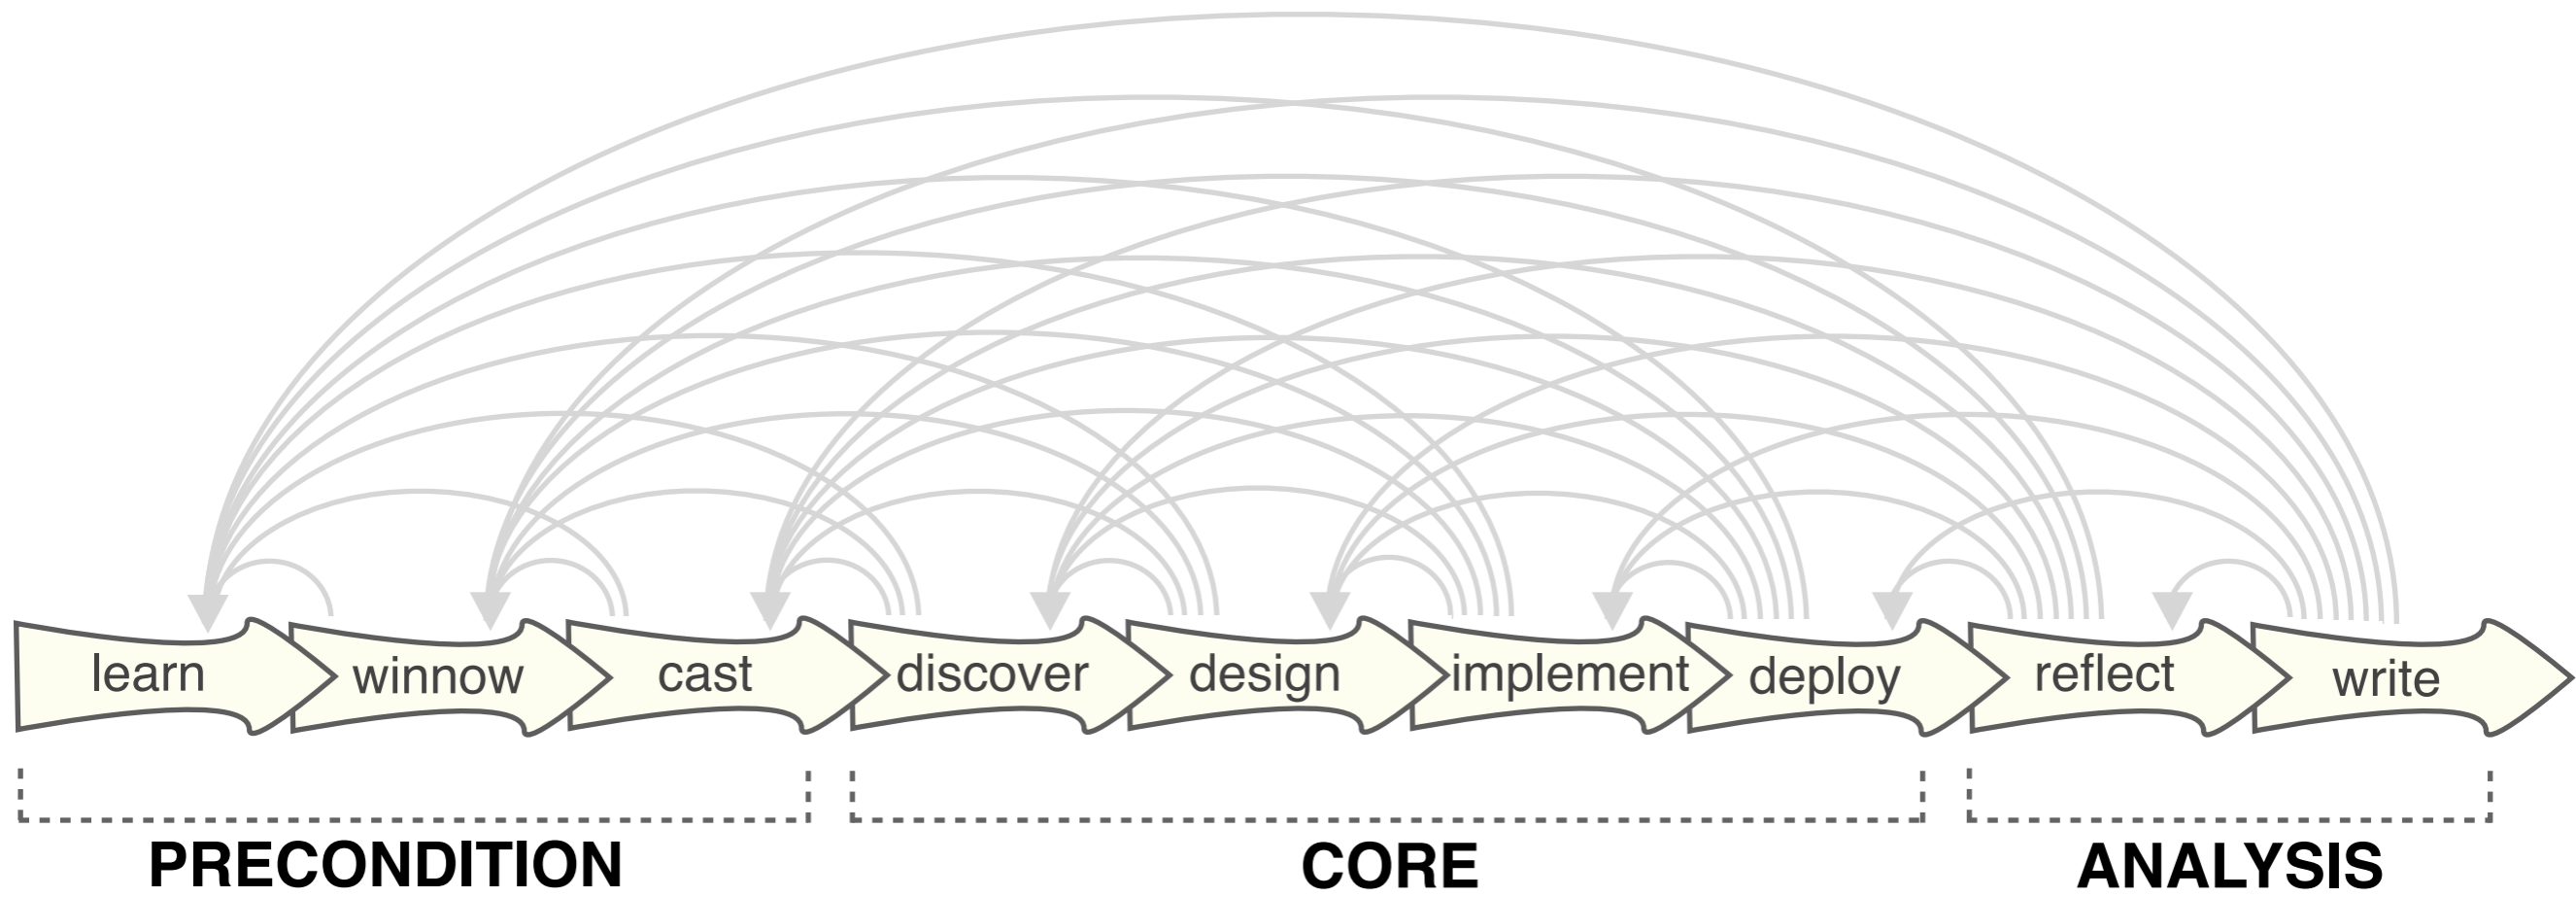 learn winnow cast discover design implement deploy reflect write
PRECONDITION CORE ANALYSIS